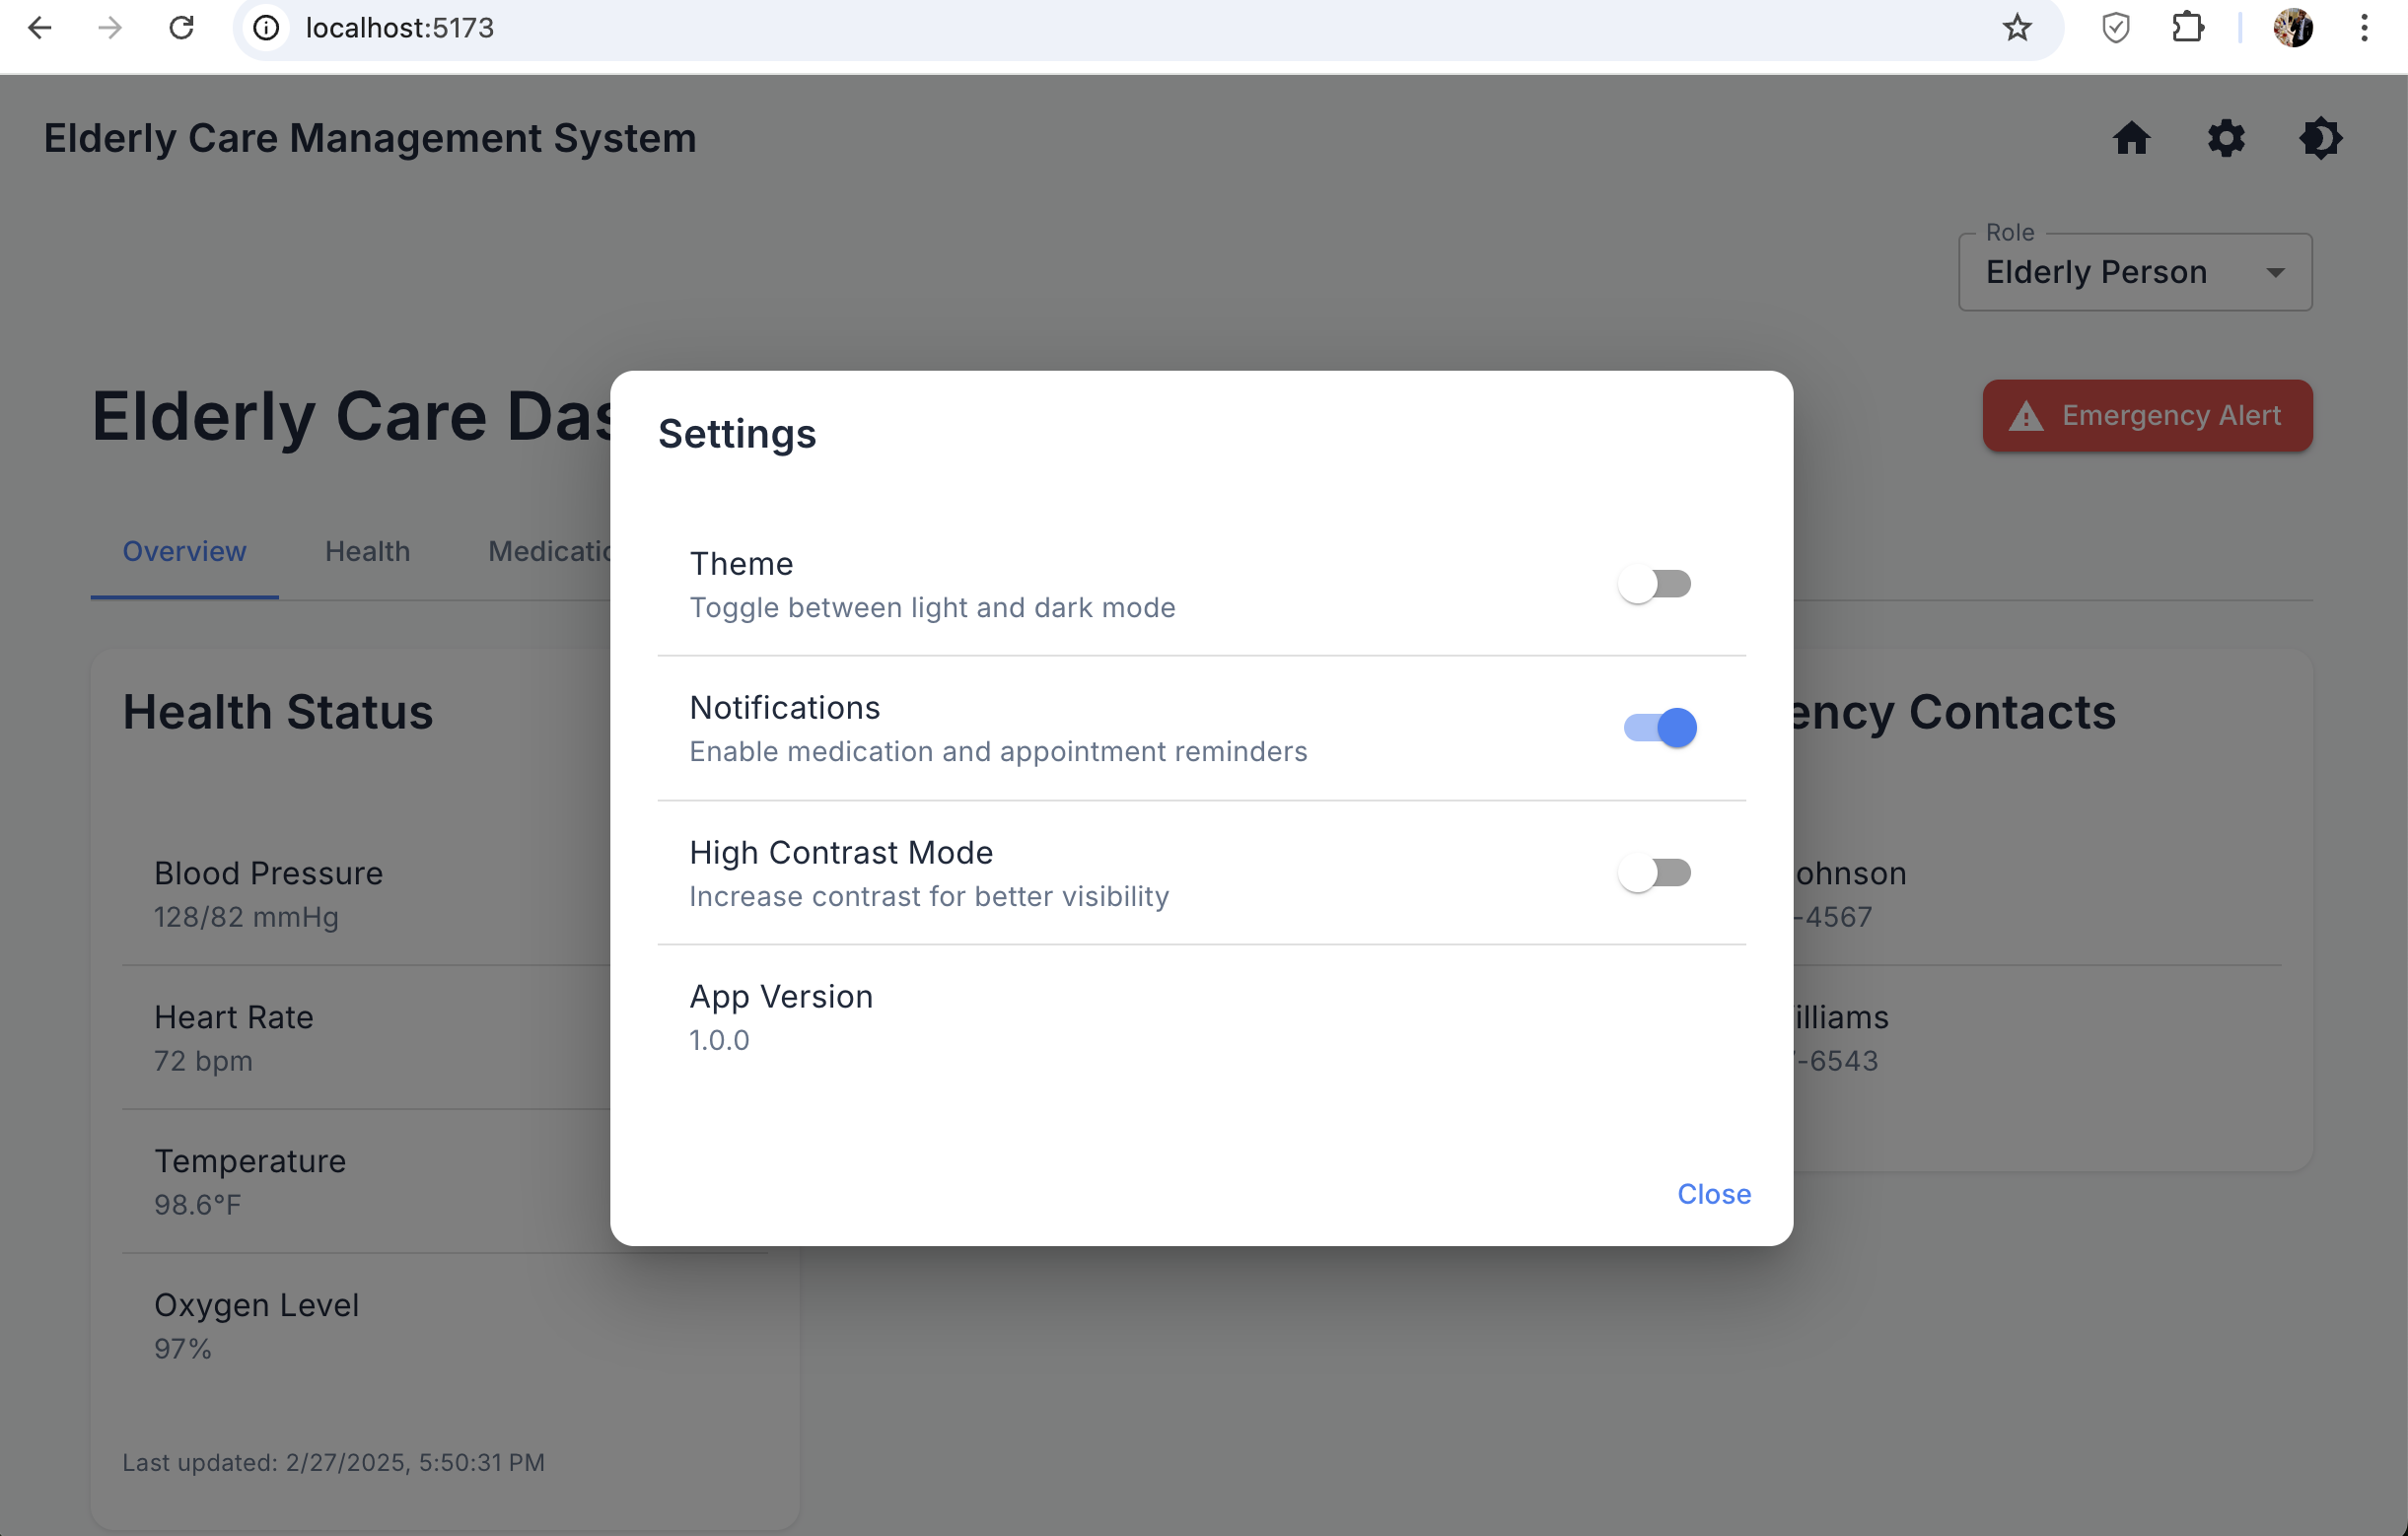 localhost:5173
Elderly Care Management System
Role
Elderly Person
Elderly Care Das
Emergency Alert
Overview
Health
Medicatio
Health Status
Blood Pressure
128/82 mmHg
Heart Rate
72 bpm
Temperature
98.6°F
Oxygen Level
97%
Last updated: 2/27/2025, 5:50:31 PM
Settings
Theme
Toggle between light and dark mode
Notifications
Enable medication and appointment reminders
High Contrast Mode
Increase contrast for better visibility
App Version
1.0.0
Close
ency Contacts
ohnson
-4567
illiams
-6543